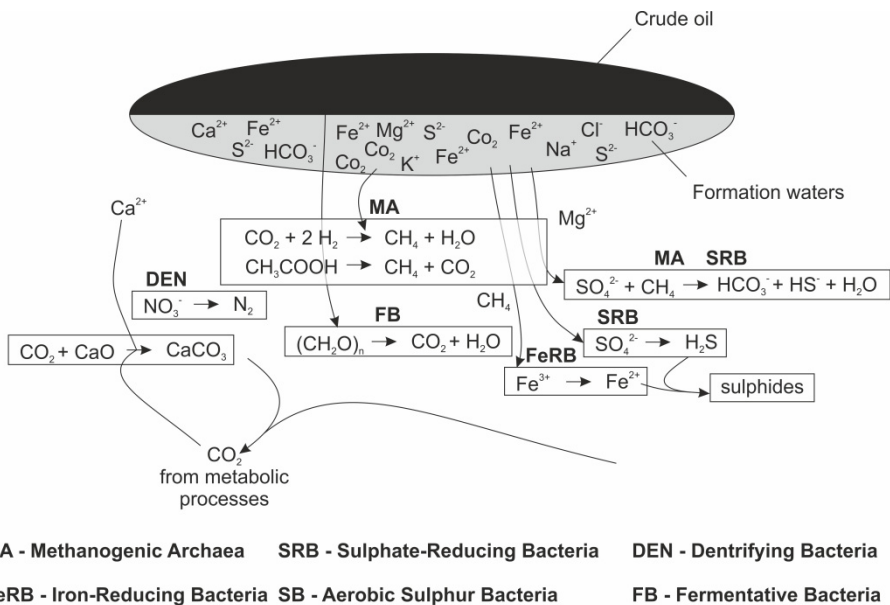 Crude oil
Ca²⁺ Fe²⁺ Fe²⁺ Mg²⁺ S²⁻ Co₂ Fe²⁺ Cl⁻ HCO₃⁻
S²⁻ HCO₃⁻ Co₂ Co₂ K⁺ Fe²⁺ Na⁺ S²⁻
Formation waters
Ca²⁺
MA
Mg²⁺
CO₂ + 2 H₂ → CH₄ + H₂O
CH₃COOH → CH₄ + CO₂
MA SRB
SO₄²⁻ + CH₄ → HCO₃⁻ + HS⁻ + H₂O
DEN
NO₃⁻ → N₂
CH₄
FB
(CH₂O)ₙ → CO₂ + H₂O
SRB
SO₄²⁻ → H₂S
CO₂ + CaO → CaCO₃
FeRB
Fe³⁺ → Fe²⁺
sulphides
CO₂
from metabolic
processes
A - Methanogenic Archaea SRB - Sulphate-Reducing Bacteria DEN - Dentrifying Bacteria
eRB - Iron-Reducing Bacteria SB - Aerobic Sulphur Bacteria FB - Fermentative Bacteria